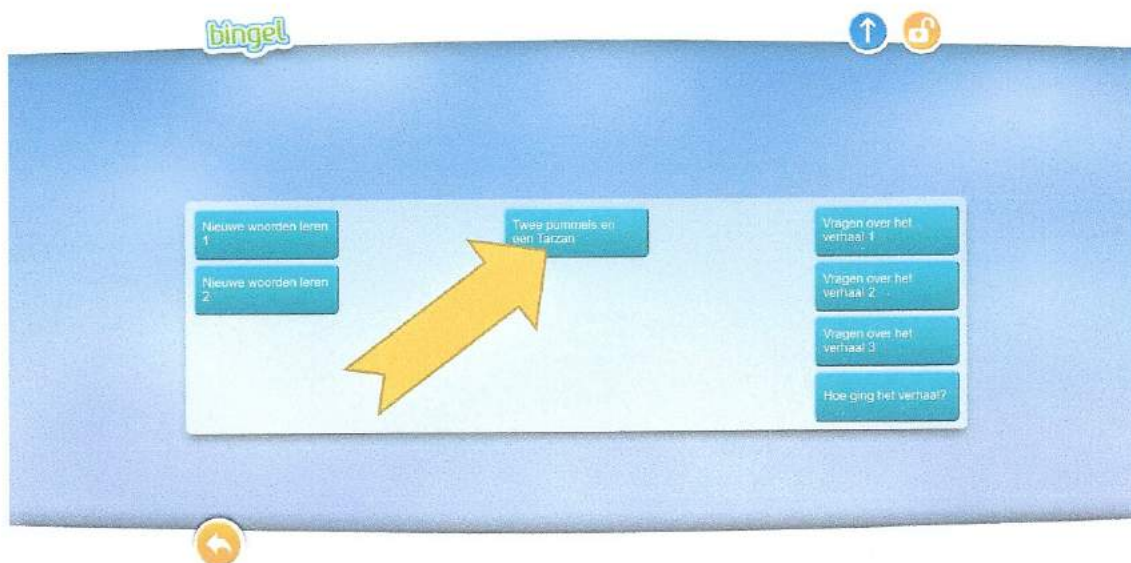 bingel
Nieuwe woorden leren
1
Nieuwe woorden leren
2
Twee pummels en
een Tarzan
Vragen over het
verhaal 1
Vragen over het
verhaal 2
Vragen over het
verhaal 3
Hoe ging het verhaal?